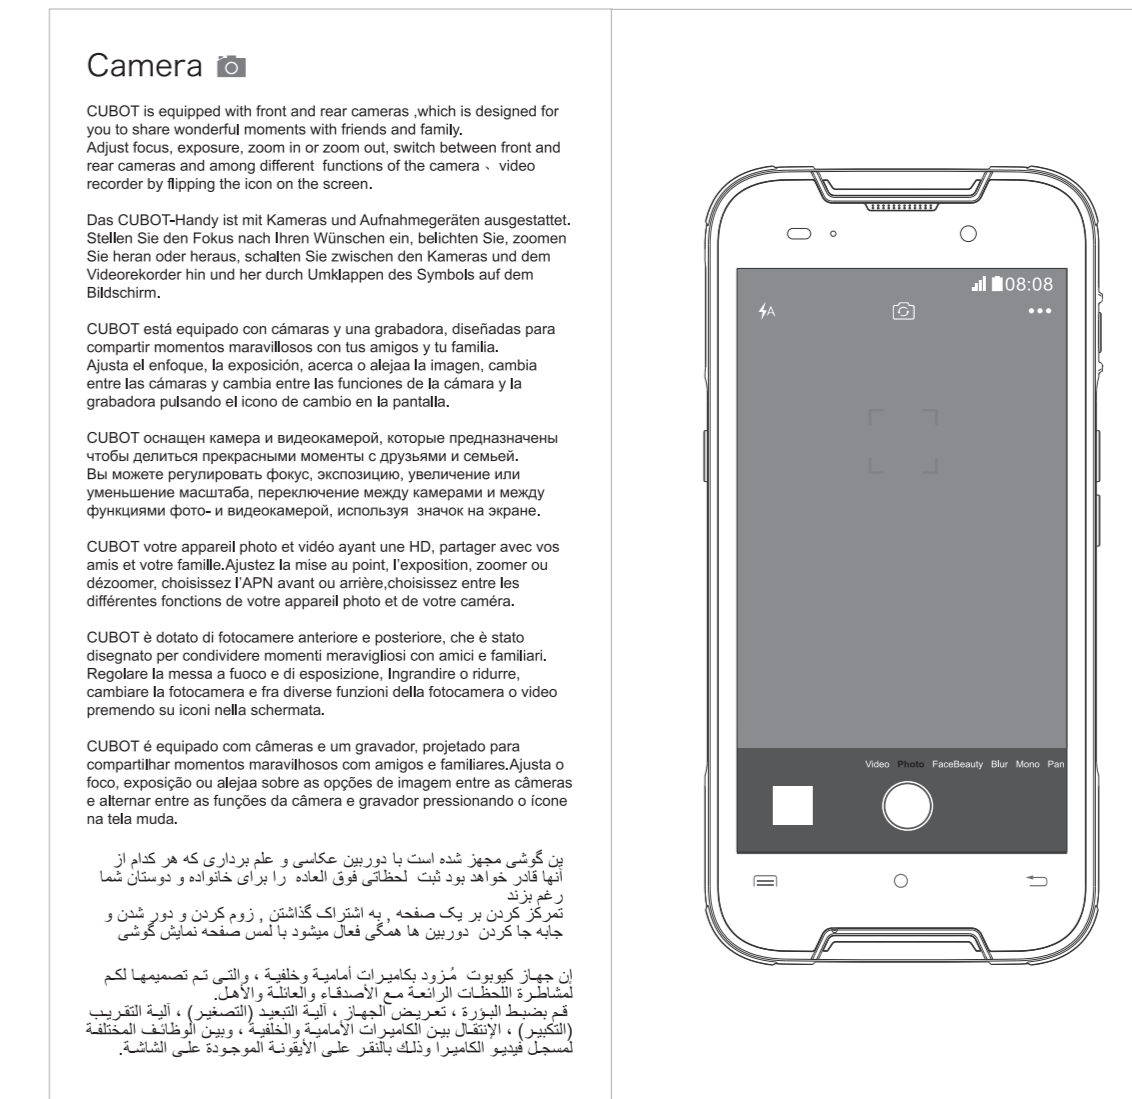 Camera
CUBOT is equipped with front and rear cameras ,which is designed for
you to share wonderful moments with friends and family.
Adjust focus, exposure, zoom in or zoom out, switch between front and
rear cameras and among different functions of the camera 、 video
recorder by flipping the icon on the screen.
Das CUBOT-Handy ist mit Kameras und Aufnahmegeräten ausgestattet.
Stellen Sie den Fokus nach Ihren Wünschen ein, belichten Sie, zoomen
Sie heran oder heraus, schalten Sie zwischen den Kameras und dem
Videorekorder hin und her durch Umklappen des Symbols auf dem
Bildschirm.
CUBOT está equipado con cámaras y una grabadora, diseñadas para
compartir momentos maravillosos con tus amigos y tu familia.
Ajusta el enfoque, la exposición, acerca o alejaa la imagen, cambia
entre las cámaras y cambia entre las funciones de la cámara y la
grabadora pulsando el icono de cambio en la pantalla.
CUBOT оснащен камера и видеокамерой, которые предназначены
чтобы делиться прекрасными моменты с друзьями и семьей.
Вы можете регулировать фокус, экспозицию, увеличение или
уменьшение масштаба, переключение между камерами и между
функциями фото- и видеокамерой, используя значок на экране.
CUBOT votre appareil photo et vidéo ayant une HD, partager avec vos
amis et votre famille.Ajustez la mise au point, l'exposition, zoomer ou
dézoomer, choisissez l'APN avant ou arrière,choisissez entre les
différentes fonctions de votre appareil photo et de votre caméra.
CUBOT è dotato di fotocamere anteriore e posteriore, che è stato
disegnato per condividere momenti meravigliosi con amici e familiari.
Regolare la messa a fuoco e di esposizione, Ingrandire o ridurre,
cambiare la fotocamera e fra diverse funzioni della fotocamera o video
premendo su iconi nella schermata.
CUBOT é equipado com câmeras e um gravador, projetado para
compartilhar momentos maravilhosos com amigos e familiares.Ajusta o
foco, exposição ou alejaa sobre as opções de imagem entre as câmeras
e alternar entre as funções da câmera e gravador pressionando o ícone
na tela muda.
ین گوشی مجهز شده است با دوربین عکاسی و علم برداری که هر کدام از
آنها قادر خواهد بود ثبت لحظاتی فوق العاده را برای خانواده و دوستان شما
رغم بزند
تمرکز کردن بر یک صفحه , به اشتراک گذاشتن , زوم کردن و دور شدن و
جابه جا کردن دوربین ها همگی فعال میشود با لمس صفحه نمایش گوشی
إن جهاز كيوبوت مُزود بكاميرات أمامية وخلفية ، والتي تم تصميمها لكم
لمشاطرة اللحظات الرائعة مع الأصدقاء والعائلة والأهل.
قم بضبط البؤرة ، تعريض الجهاز ، آلية التبعيد (التصغير) ، آلية التقريب
(التكبير) ، الإنتقال بين الكاميرات الأمامية والخلفية ، وبين الوظائف المختلفة
لمسجل فيديو الكاميرا وذلك بالنقر على الأيقونة الموجودة على الشاشة.
08:08
A
Video Photo FaceBeauty Blur Mono Pan